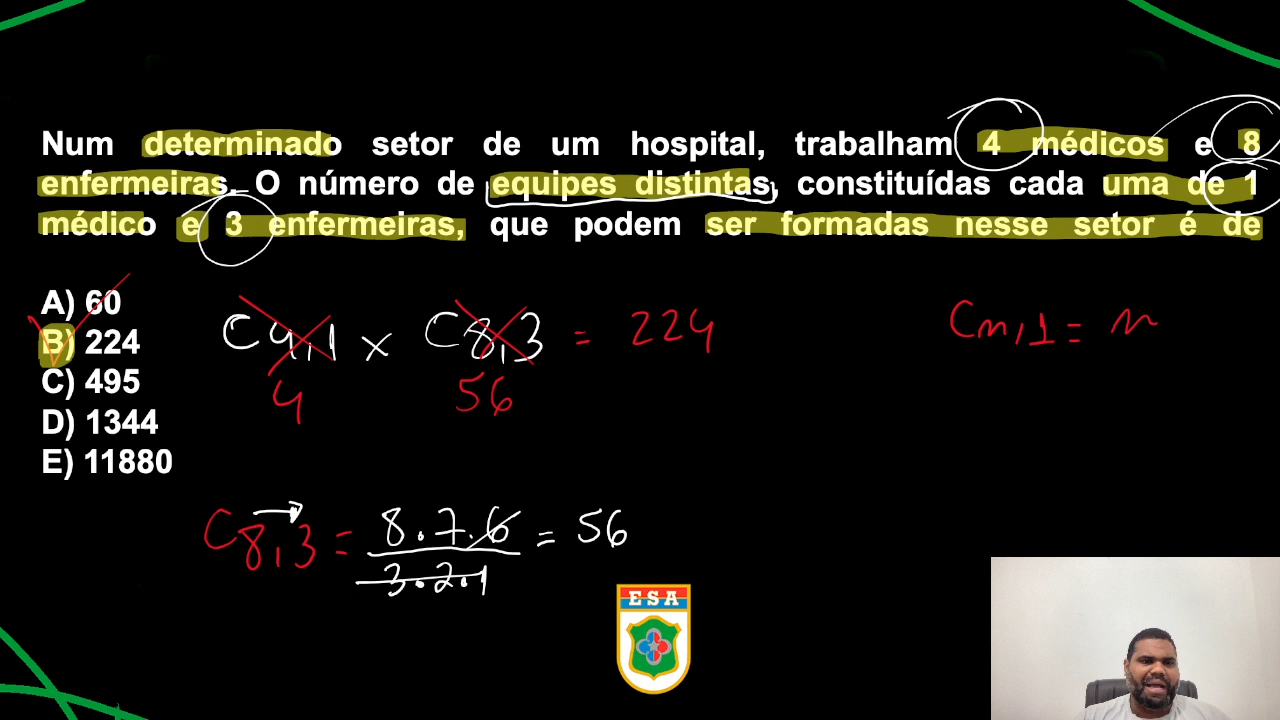 Num determinado setor de um hospital, trabalham 4 médicos e 8
enfermeiras. O número de equipes distintas, constituídas cada uma de 1
médico e 3 enfermeiras, que podem ser formadas nesse setor é de
A) 60
B) 224
C) 495
D) 1344
E) 11880
C4,1 x C8,3 = 224
4 56
Cn,1 = n
C8,3 = 8.7.6 = 56
3.2.1
ESA